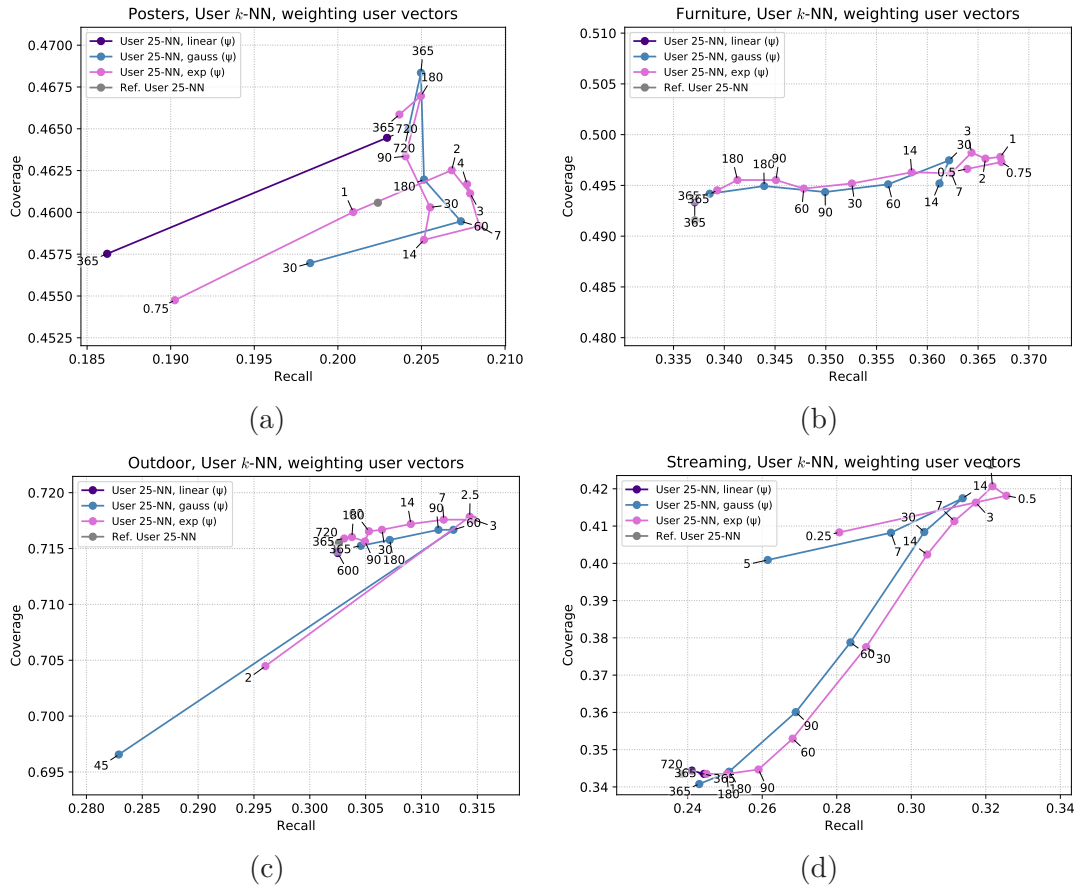 Posters, User k-NN, weighting user vectors
User 25-NN, linear (ψ)
User 25-NN, gauss (ψ)
User 25-NN, exp (ψ)
Ref. User 25-NN
Coverage
0.4700
0.4675
0.4650
0.4625
0.4600
0.4575
0.4550
0.4525
365
180
365
720
720
90
2
4
180
1
3
30
60
7
14
365
30
0.75
0.185 0.190 0.195 0.200 0.205 0.210
Recall
(a)
Furniture, User k-NN, weighting user vectors
User 25-NN, linear (ψ)
User 25-NN, gauss (ψ)
User 25-NN, exp (ψ)
Ref. User 25-NN
Coverage
0.510
0.505
0.500
0.495
0.490
0.485
0.480
180 180 90 14 3 30 1
365 365 60 90 30 60 14 7 0.5 2 0.75
365
0.335 0.340 0.345 0.350 0.355 0.360 0.365 0.370
Recall
(b)
Outdoor, User k-NN, weighting user vectors
User 25-NN, linear (ψ)
User 25-NN, gauss (ψ)
User 25-NN, exp (ψ)
Ref. User 25-NN
Coverage
0.720
0.715
0.710
0.705
0.700
0.695
2.5
7
14
90
180
60
3
720
365
365
30
90
180
600
2
45
0.280 0.285 0.290 0.295 0.300 0.305 0.310 0.315
Recall
(c)
Streaming, User k-NN, weighting user vectors
User 25-NN, linear (ψ)
User 25-NN, gauss (ψ)
User 25-NN, exp (ψ)
Ref. User 25-NN
Coverage
0.42
0.41
0.40
0.39
0.38
0.37
0.36
0.35
0.34
14
0.5
7
3
30
0.25
7
14
5
60
30
90
60
720
365
365
90
180
365
180
0.24 0.26 0.28 0.30 0.32 0.34
Recall
(d)